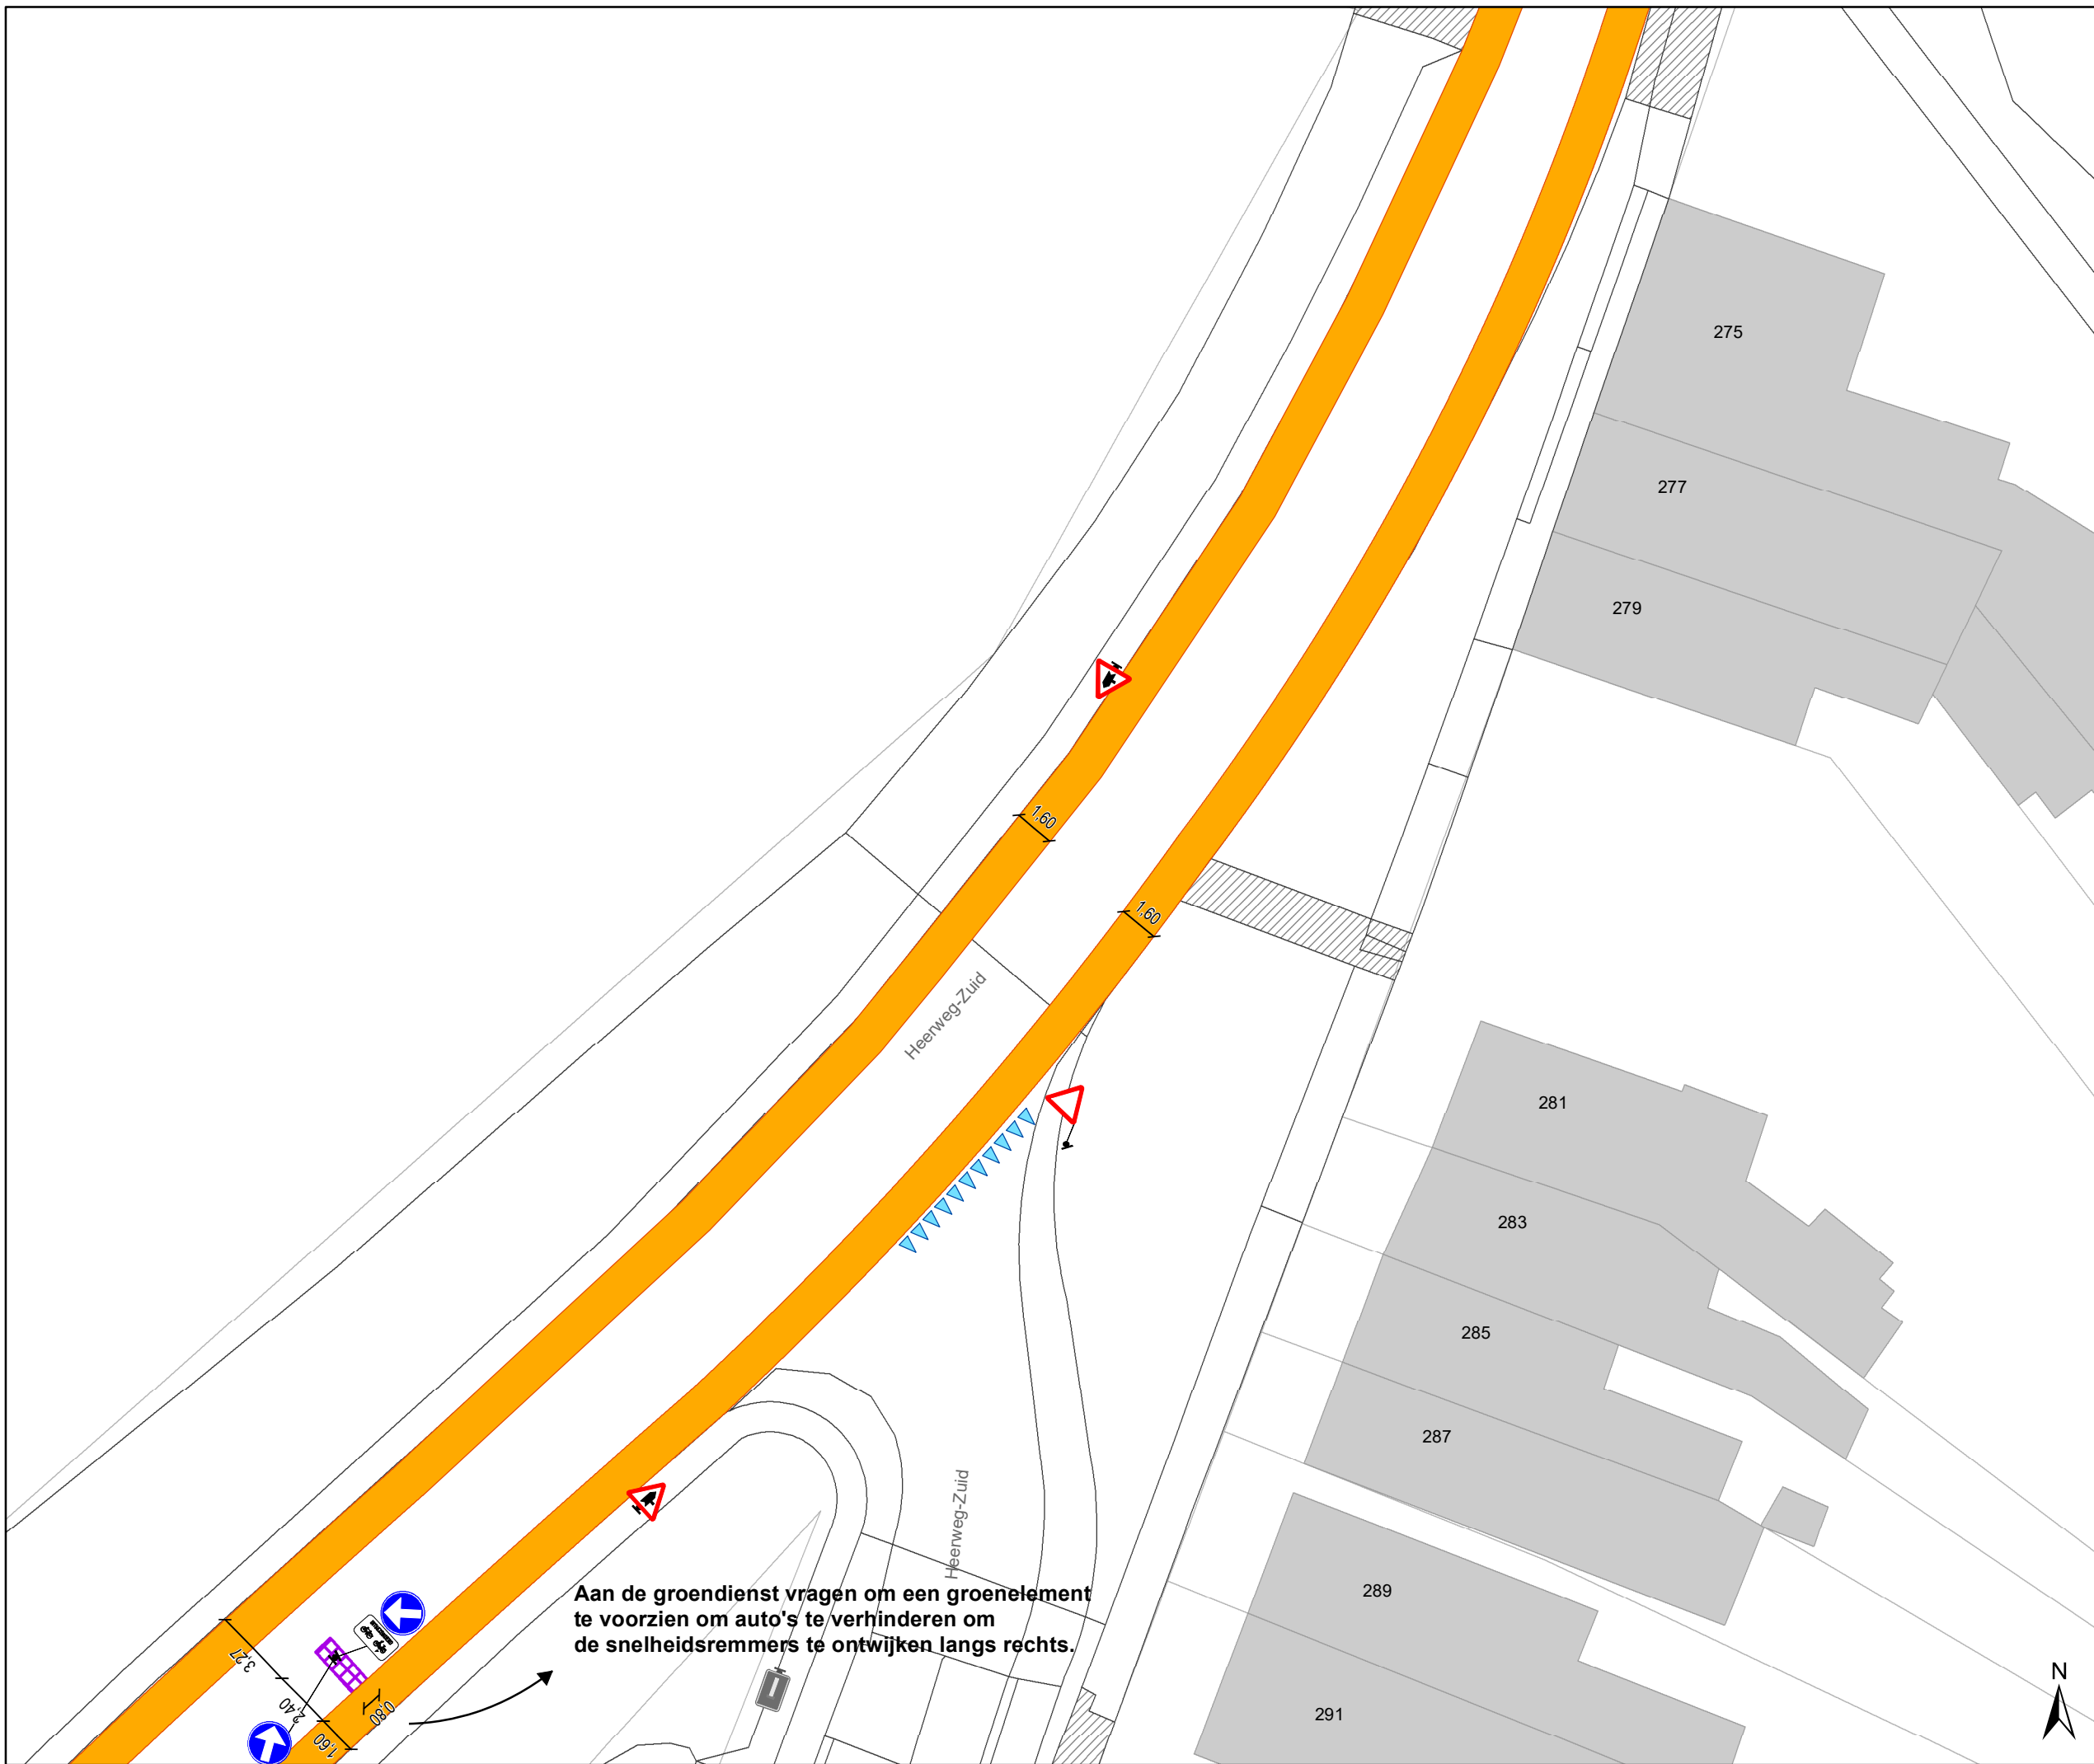 275
277
279
1,60
1,60
Heerweg-Zuid
281
283
285
287
Heerweg-Zuid
Aan de groendienst vragen om een groenelement
te voorzien om auto's te verhinderen om
de snelheidsremmers te ontwijken langs rechts.
289
291
3,27
2,40
0,80
1,60
N